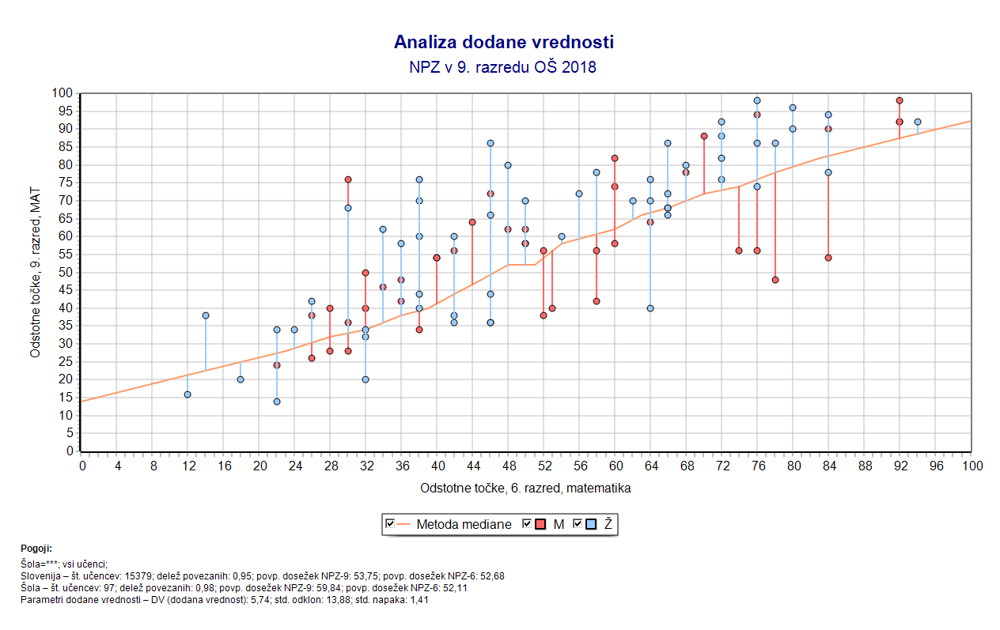 Analiza dodane vrednosti
NPZ v 9. razredu OŠ 2018
100
95
90
85
80
75
70
65
60
55
50
45
40
35
30
25
20
15
10
5
0
Odstotne točke, 9. razred, MAT
0 4 8 12 16 20 24 28 32 36 40 44 48 52 56 60 64 68 72 76 80 84 88 92 96 100
Odstotne točke, 6. razred, matematika
Metoda mediane M Ž
Pogoji:
Šola=***; vsi učenci;
Slovenija – št. učencev: 15379; delež povezanih: 0,95; povp. dosežek NPZ-9: 53,75; povp. dosežek NPZ-6: 52,68
Šola – št. učencev: 97; delež povezanih: 0,98; povp. dosežek NPZ-9: 59,84; povp. dosežek NPZ-6: 52,11
Parametri dodane vrednosti – DV (dodana vrednost): 5,74; std. odklon: 13,88; std. napaka: 1,41